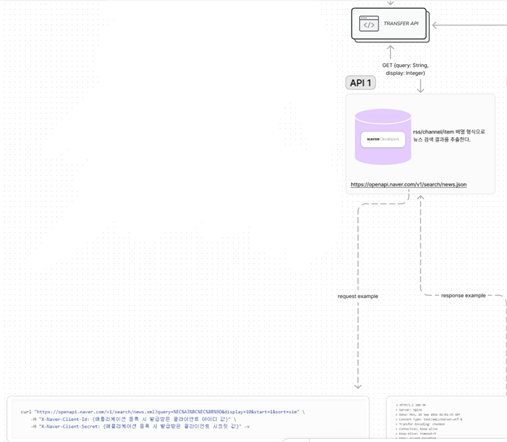 TRANSFER API
GET {query: String,
display: Integer}
API 1
NAVER Developers
rss/channel/item 배열 형식으로
뉴스 검색 결과를 추출한다.
https://openapi.naver.com/v1/search/news.json
request example
response example
curl "https://openapi.naver.com/v1/search/news.xml?query=%EC%A3%BC%EC%8B%9D&display=10&start=1&sort=sim" \
-H "X-Naver-Client-Id: {애플리케이션 등록 시 발급받은 클라이언트 아이디 값}" \
-H "X-Naver-Client-Secret: {애플리케이션 등록 시 발급받은 클라이언트 시크릿 값}" -v